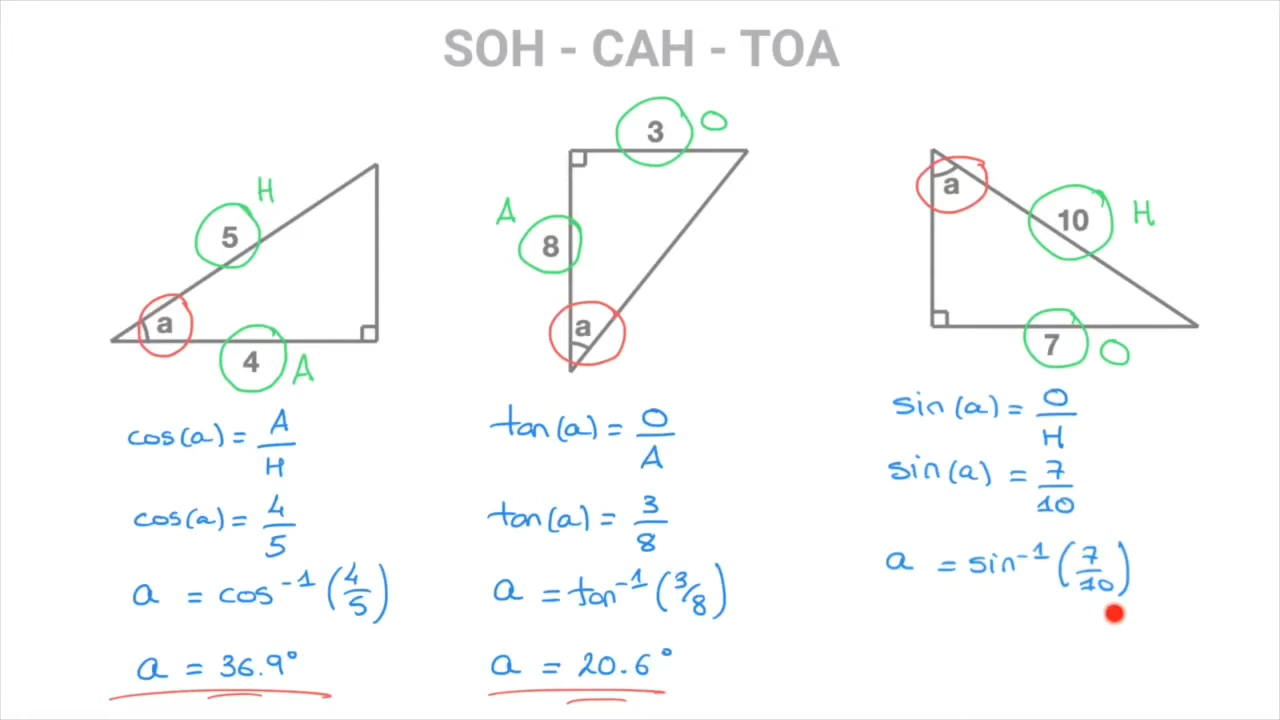 SOH - CAH - TOA
H
5
a
4 A
cos(a) = A/H
cos(a) = 4/5
a = cos⁻¹ (4/5)
a = 36.9°
3 O
A
8
a
tan(a) = O/A
tan(a) = 3/8
a = tan⁻¹ (3/8)
a = 20.6°
a
10 H
7 O
sin(a) = O/H
sin(a) = 7/10
a = sin⁻¹ (7/10)